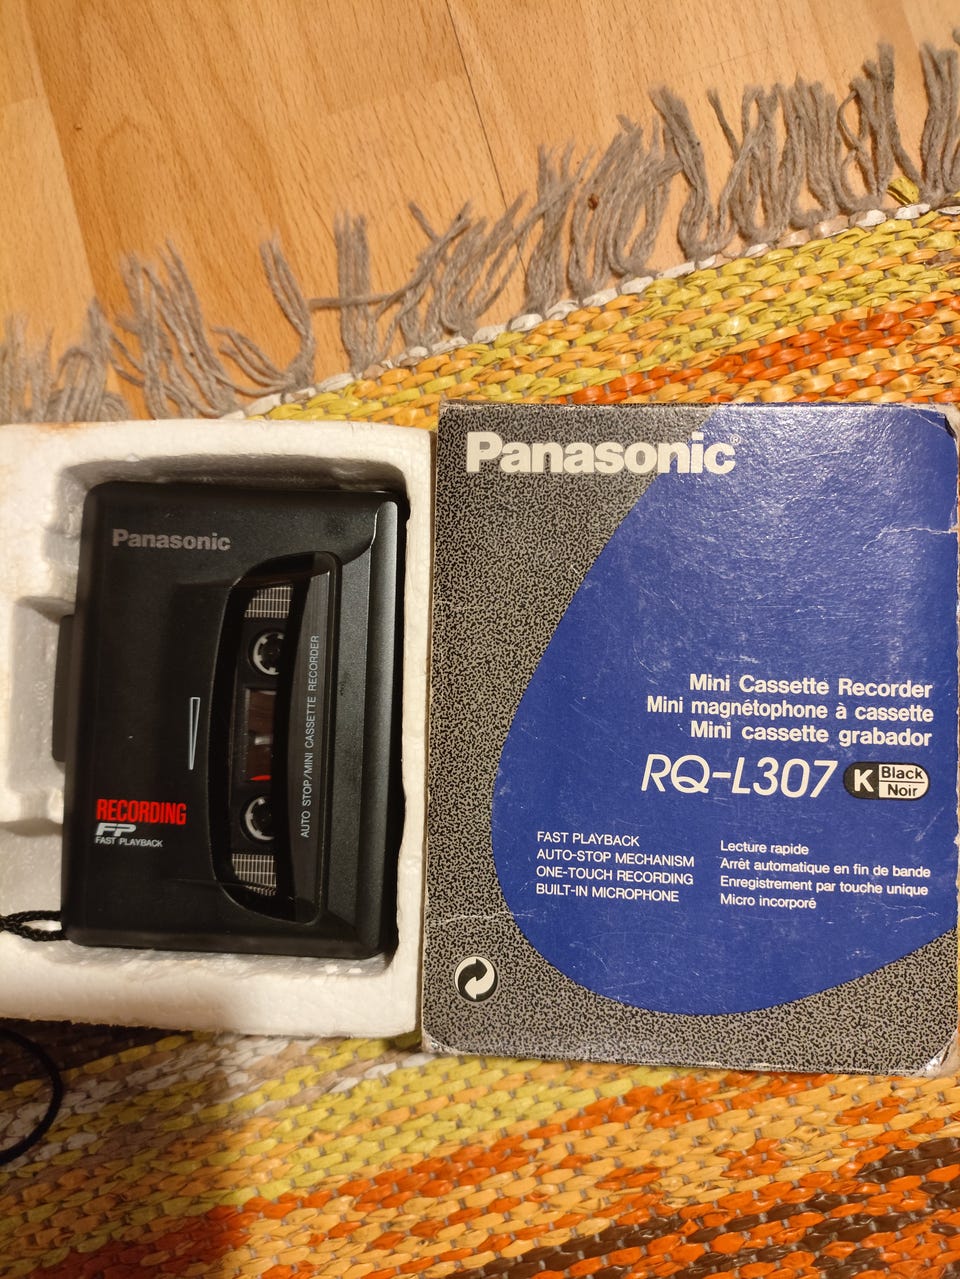 Panasonic
RECORDING
FP
FAST PLAYBACK
AUTO STOP/MINI CASSETTE RECORDER
Panasonic®
Mini Cassette Recorder
Mini magnétophone à cassette
Mini cassette grabador
RQ-L307 K Black
Noir
FAST PLAYBACK
AUTO-STOP MECHANISM
ONE-TOUCH RECORDING
BUILT-IN MICROPHONE
Lecture rapide
Arrêt automatique en fin de bande
Enregistrement par touche unique
Micro incorporé